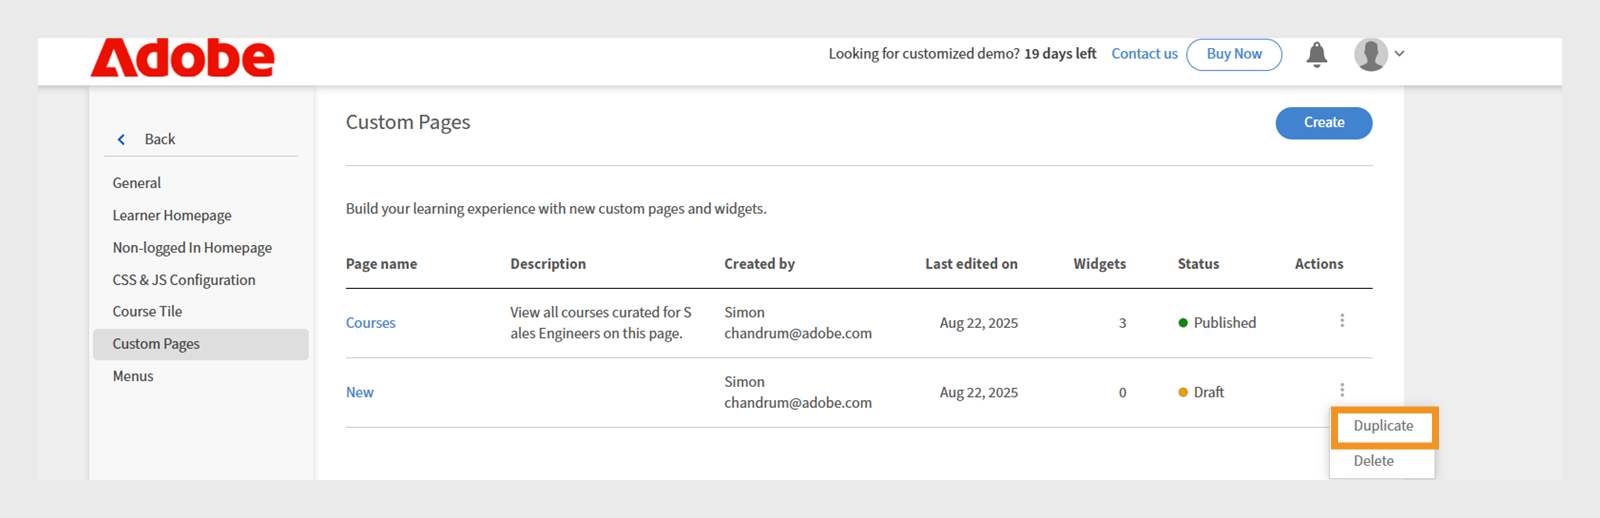 Adobe
Looking for customized demo? 19 days left Contact us Buy Now
Back
General
Learner Homepage
Non-logged In Homepage
CSS & JS Configuration
Course Tile
Custom Pages
Menus
Custom Pages
Create
Build your learning experience with new custom pages and widgets.
Page name Description Created by Last edited on Widgets Status Actions
Courses
View all courses curated for S
ales Engineers on this page.
Simon
chandrum@adobe.com
Aug 22, 2025
3
Published
New
Simon
chandrum@adobe.com
Aug 22, 2025
0
Draft
Duplicate
Delete